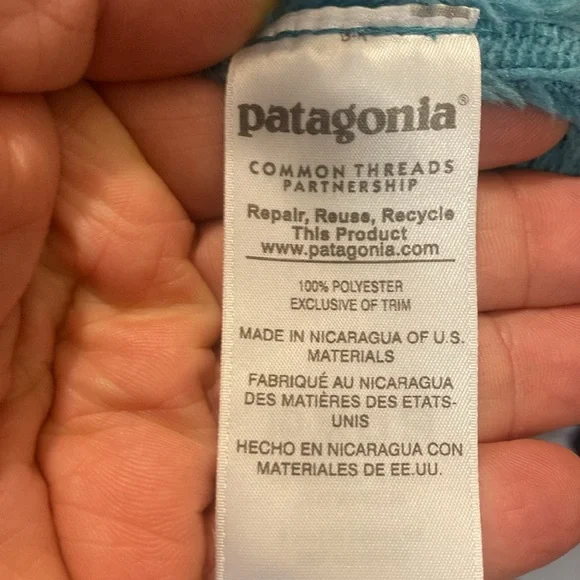 patagonia®
COMMON THREADS
PARTNERSHIP
Repair, Reuse, Recycle
This Product
www.patagonia.com
100% POLYESTER
EXCLUSIVE OF TRIM
MADE IN NICARAGUA OF U.S.
MATERIALS
FABRIQUÉ AU NICARAGUA
DES MATIÈRES DES ETATS-
UNIS
HECHO EN NICARAGUA CON
MATERIALES DE EE.UU.